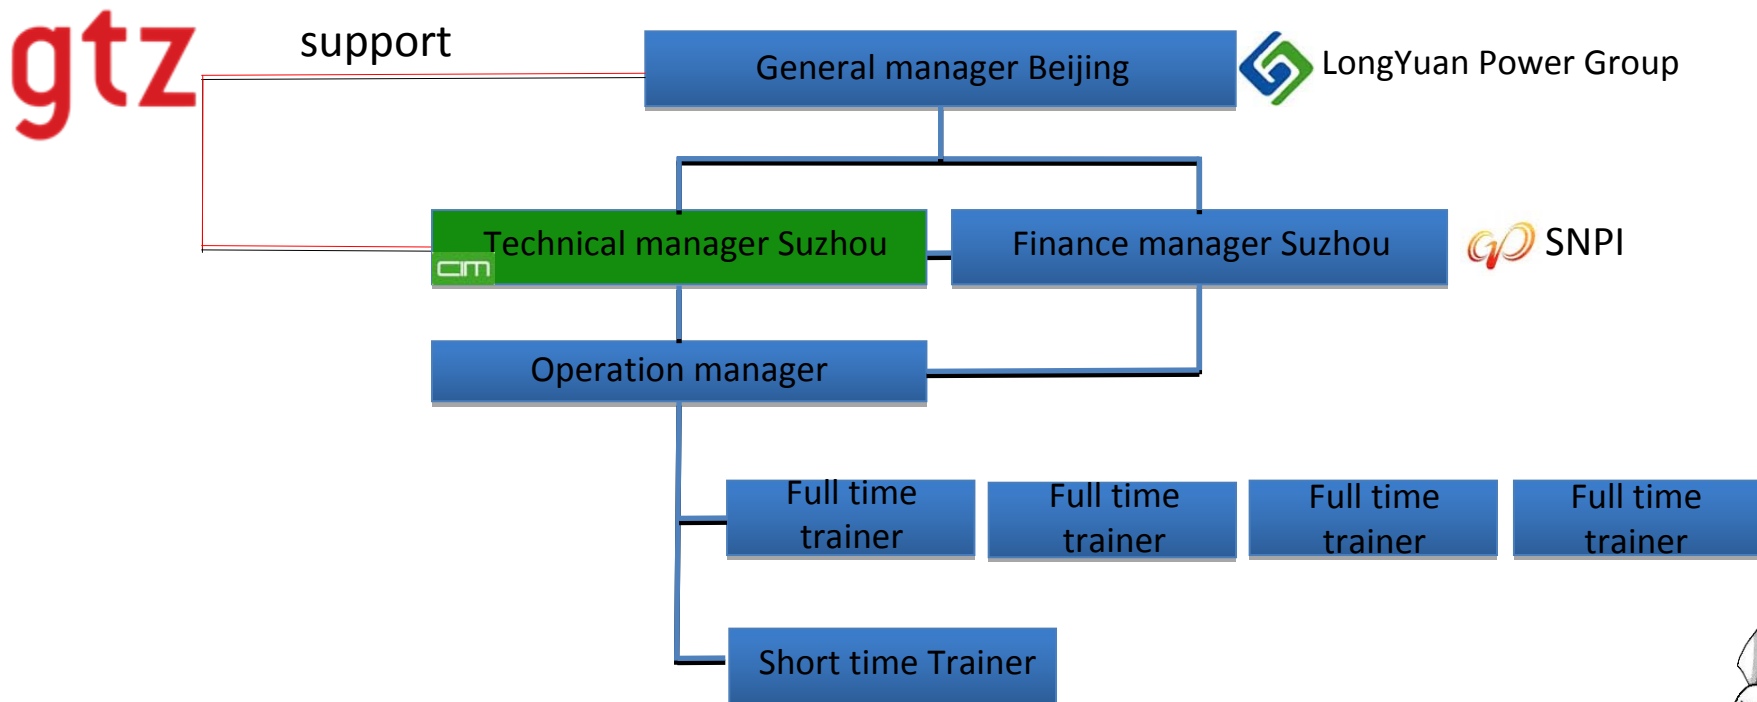 gtz
support
General manager Beijing
LongYuan Power Group
Technical manager Suzhou
cim
Finance manager Suzhou
SNPI
Operation manager
Full time
trainer
Full time
trainer
Full time
trainer
Full time
trainer
Short time Trainer